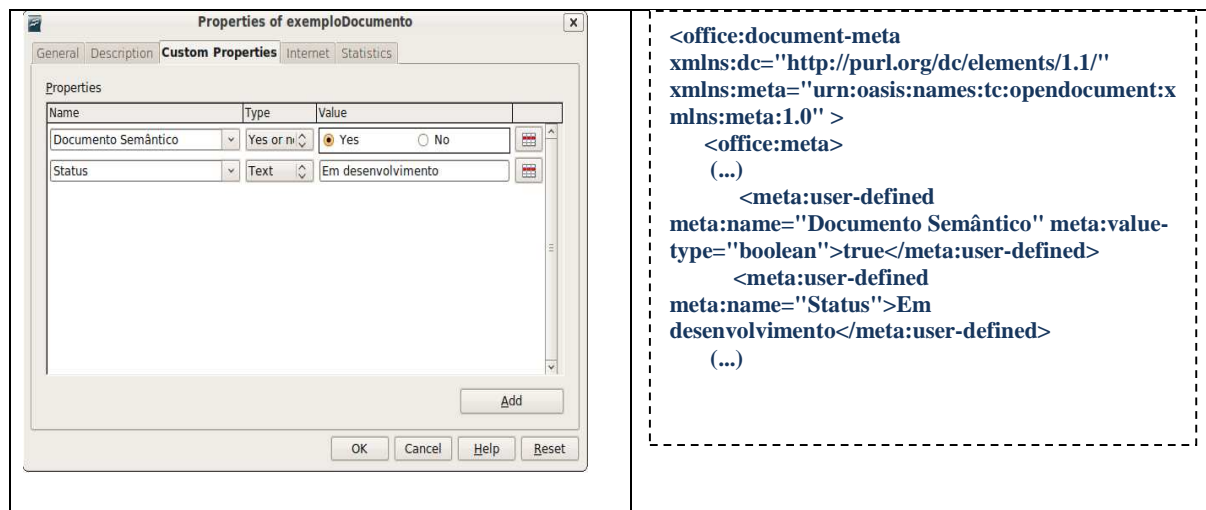 Properties of exemploDocumento
x
General Description Custom Properties Internet Statistics
Properties
Name Type Value
Documento Semântico Yes or n Yes No
Status Text Em desenvolvimento
Add
OK Cancel Help Reset
<office:document-meta
xmlns:dc="http://purl.org/dc/elements/1.1/"
xmlns:meta="urn:oasis:names:tc:opendocument:x
mlns:meta:1.0" >
<office:meta>
(...)
<meta:user-defined
meta:name="Documento Semântico" meta:value-
type="boolean">true</meta:user-defined>
<meta:user-defined
meta:name="Status">Em
desenvolvimento</meta:user-defined>
(...)